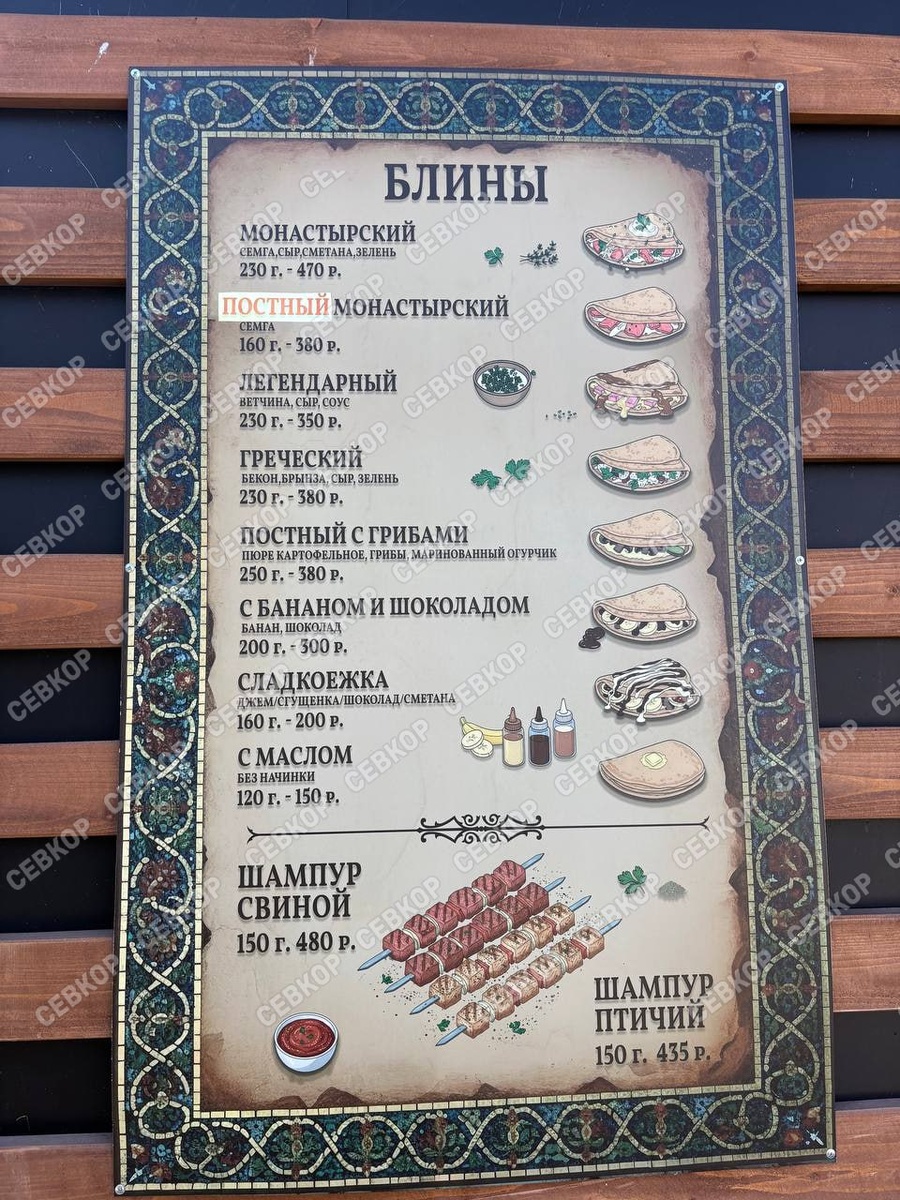 БЛИНЫ
МОНАСТЫРСКИЙ
СЕМГА,СЫР,СМЕТАНА,ЗЕЛЕНЬ
230 г. - 470 р.
ПОСТНЫЙ МОНАСТЫРСКИЙ
СЕМГА
160 г. - 380 р.
ЛЕГЕНДАРНЫЙ
ВЕТЧИНА, СЫР, СОУС
230 г. - 350 р.
ГРЕЧЕСКИЙ
БЕКОН,БРЫНЗА, СЫР, ЗЕЛЕНЬ
230 г. - 380 р.
ПОСТНЫЙ С ГРИБАМИ
ПЮРЕ КАРТОФЕЛЬНОЕ, ГРИБЫ, МАРИНОВАННЫЙ ОГУРЧИК
250 г. - 380 р.
С БАНАНОМ И ШОКОЛАДОМ
БАНАН, ШОКОЛАД
200 г. - 300 р.
СЛАДКОЕЖКА
ДЖЕМ/СГУЩЕНКА/ШОКОЛАД/СМЕТАНА
160 г. - 200 р.
С МАСЛОМ
БЕЗ НАЧИНКИ
120 г. - 150 р.
ШАМПУР
СВИНОЙ
150 г. 480 р.
ШАМПУР
ПТИЧИЙ
150 г. 435 р.
СЕВКОР